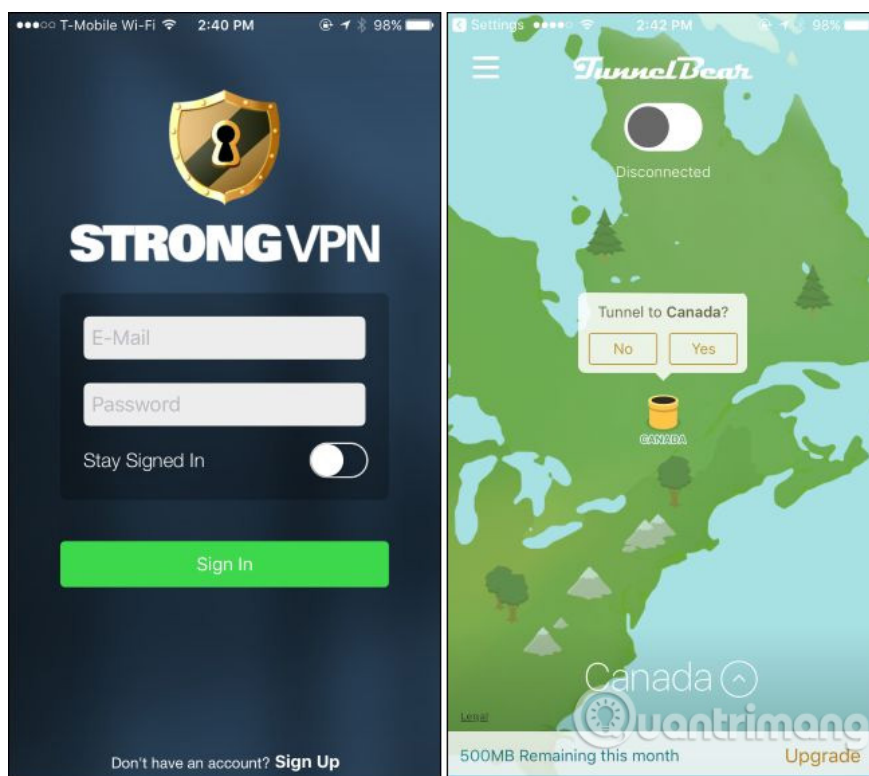 T-Mobile Wi-Fi 2:40 PM 98%
STRONGVPN
E-Mail
Password
Stay Signed In
Sign In
Don't have an account? Sign Up
Settings 2:42 PM 98%
TunnelBear
Disconnected
Tunnel to Canada?
No Yes
CANADA
Canada
Legal
Quantrimang
500MB Remaining this month Upgrade